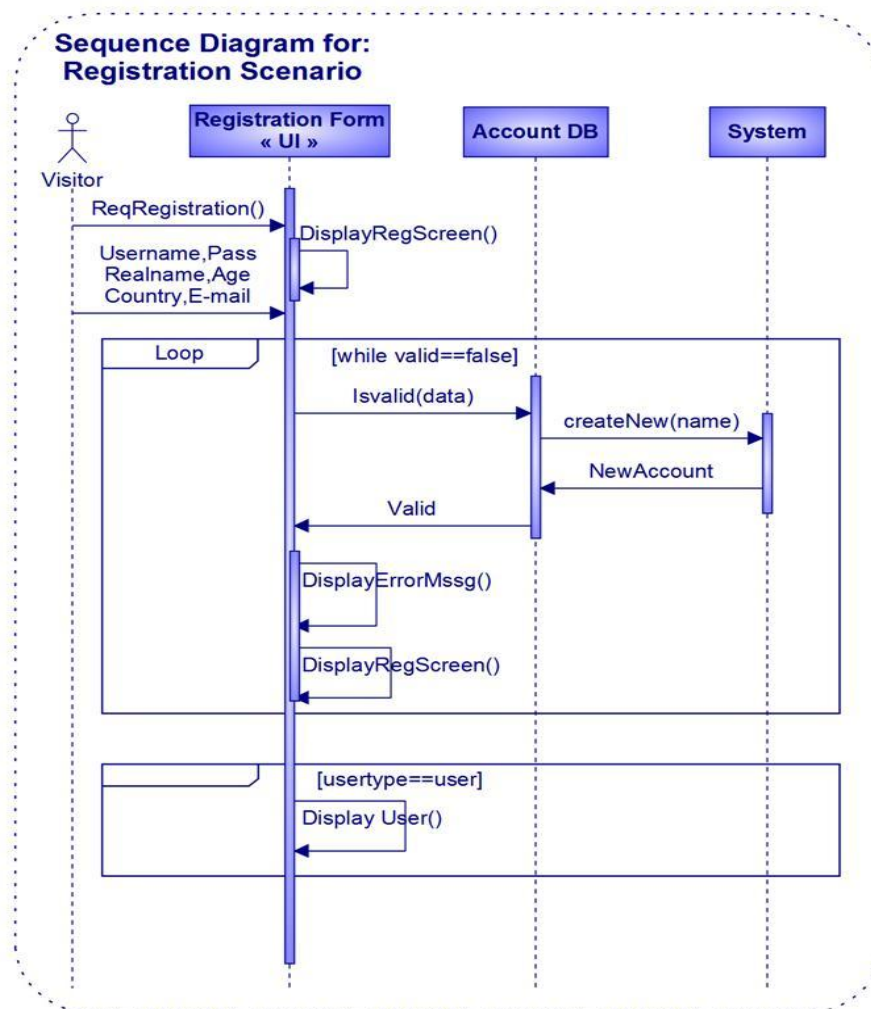 Sequence Diagram for:
Registration Scenario
Registration Form
« UI »
Account DB
System
Visitor
ReqRegistration()
DisplayRegScreen()
Username,Pass
Realname,Age
Country,E-mail
Loop
[while valid==false]
Isvalid(data)
createNew(name)
NewAccount
Valid
DisplayErrorMssg()
DisplayRegScreen()
[usertype==user]
Display User()